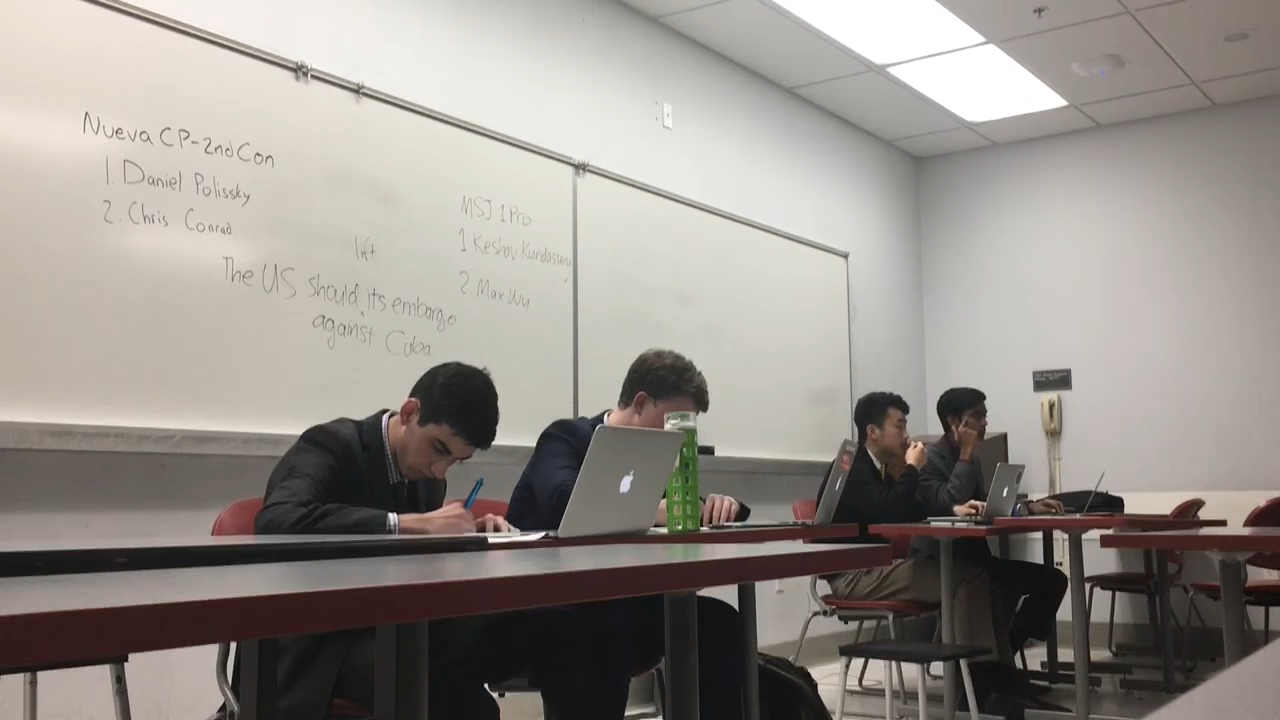 Nueva CP-2nd Con
1. Daniel Polissky
2. Chris Conrad
MSJ 1 Pro
1 Keshav Kundassery
2. Max Wu
lift
The US should ‸ its embargo
against Cuba